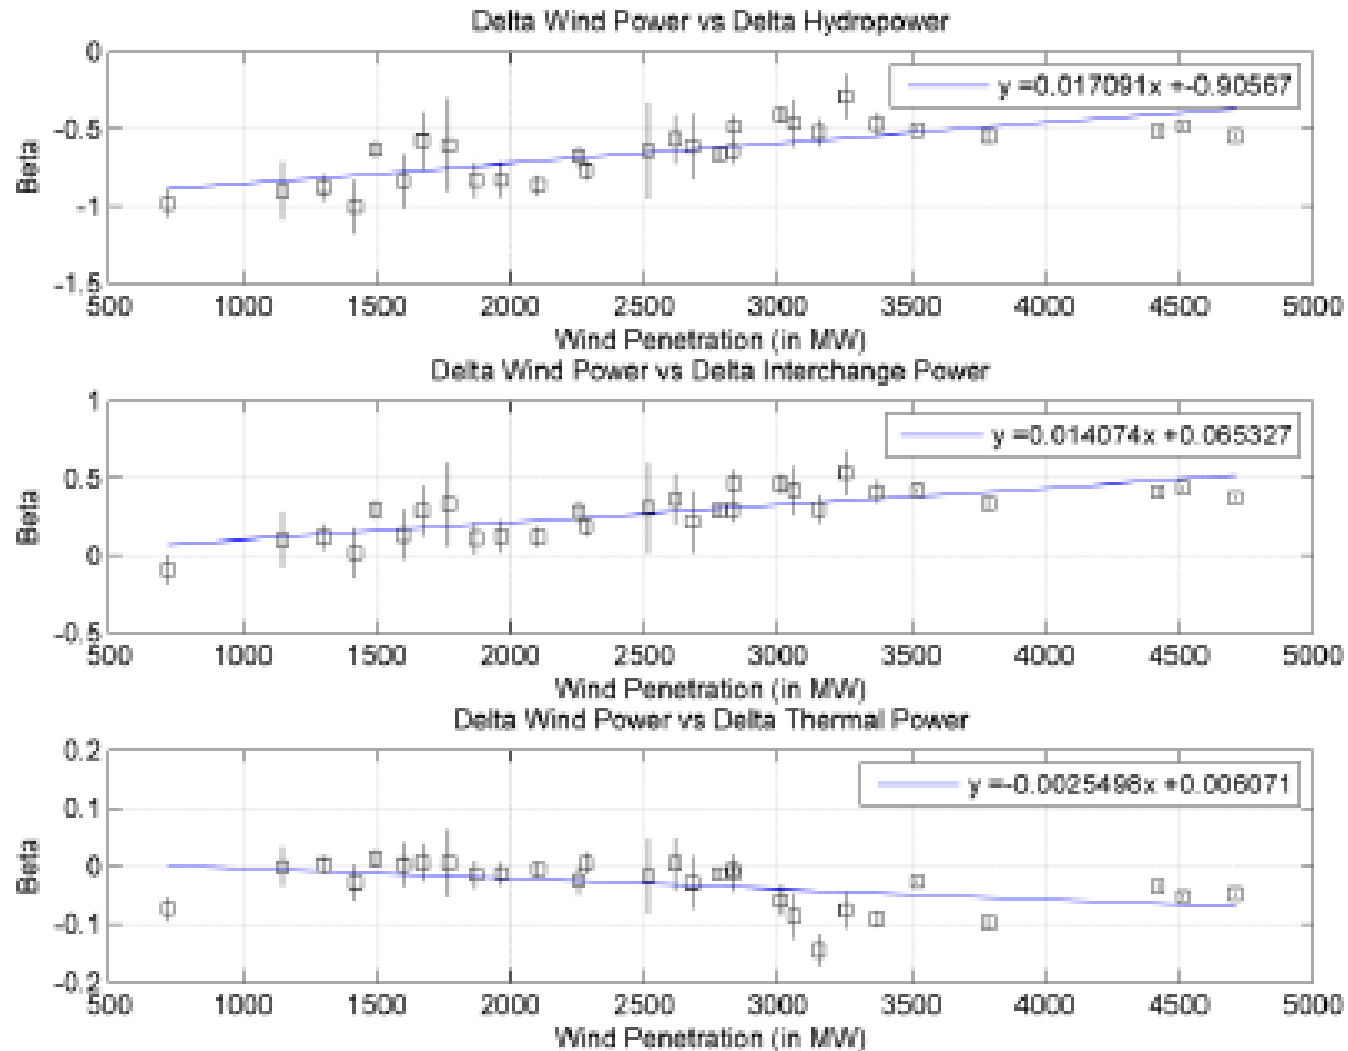 Delta Wind Power vs Delta Hydropower
0
-0.5
-1
-1.5
Beta
y =0.017091x +-0.90567
500 1000 1500 2000 2500 3000 3500 4000 4500 5000
Wind Penetration (in MW)
Delta Wind Power vs Delta Interchange Power
1
0.5
0
-0.5
Beta
y =0.014074x +0.065327
500 1000 1500 2000 2500 3000 3500 4000 4500 5000
Wind Penetration (in MW)
Delta Wind Power vs Delta Thermal Power
0.2
0.1
0
-0.1
-0.2
Beta
y =-0.0025498x +0.006071
500 1000 1500 2000 2500 3000 3500 4000 4500 5000
Wind Penetration (in MW)